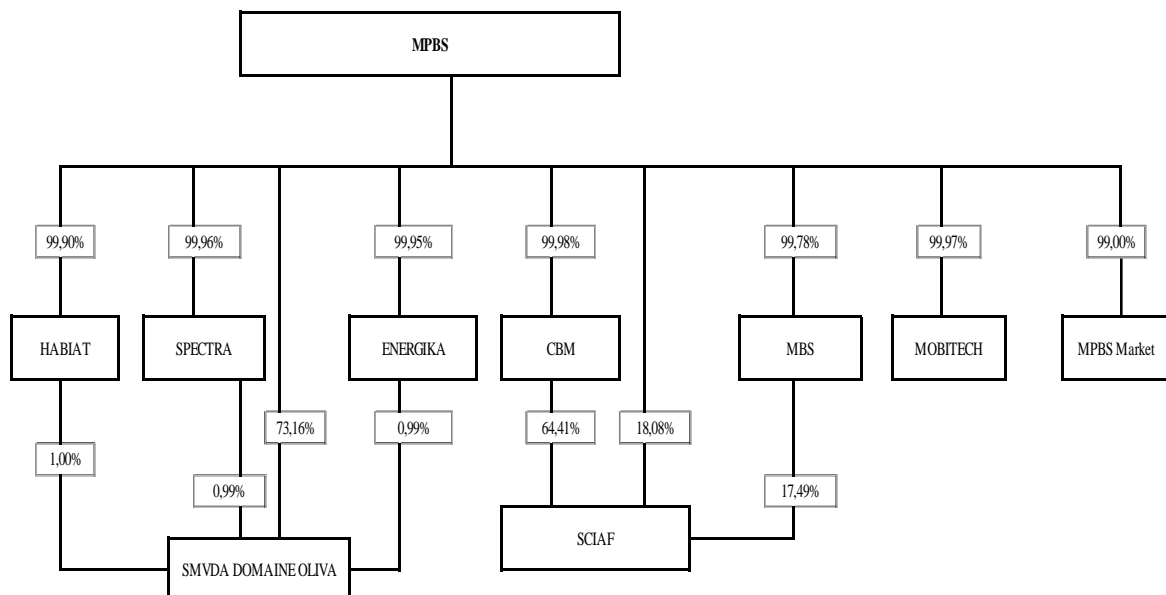 MPBS
99,90%
99,96%
99,95%
99,98%
99,78%
99,97%
99,00%
HABIAT
SPECTRA
ENERGIKA
CBM
MBS
MOBITECH
MPBS Market
73,16%
0,99%
64,41%
18,08%
1,00%
0,99%
17,49%
SCIAF
SMVDA DOMAINE OLIVA